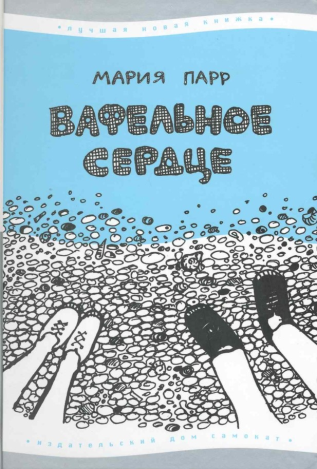 • лучшая новая книжка •
МАРИЯ ПАРР
ВАФЕЛЬНОЕ
СЕРДЦЕ
• издательский дом самокат •